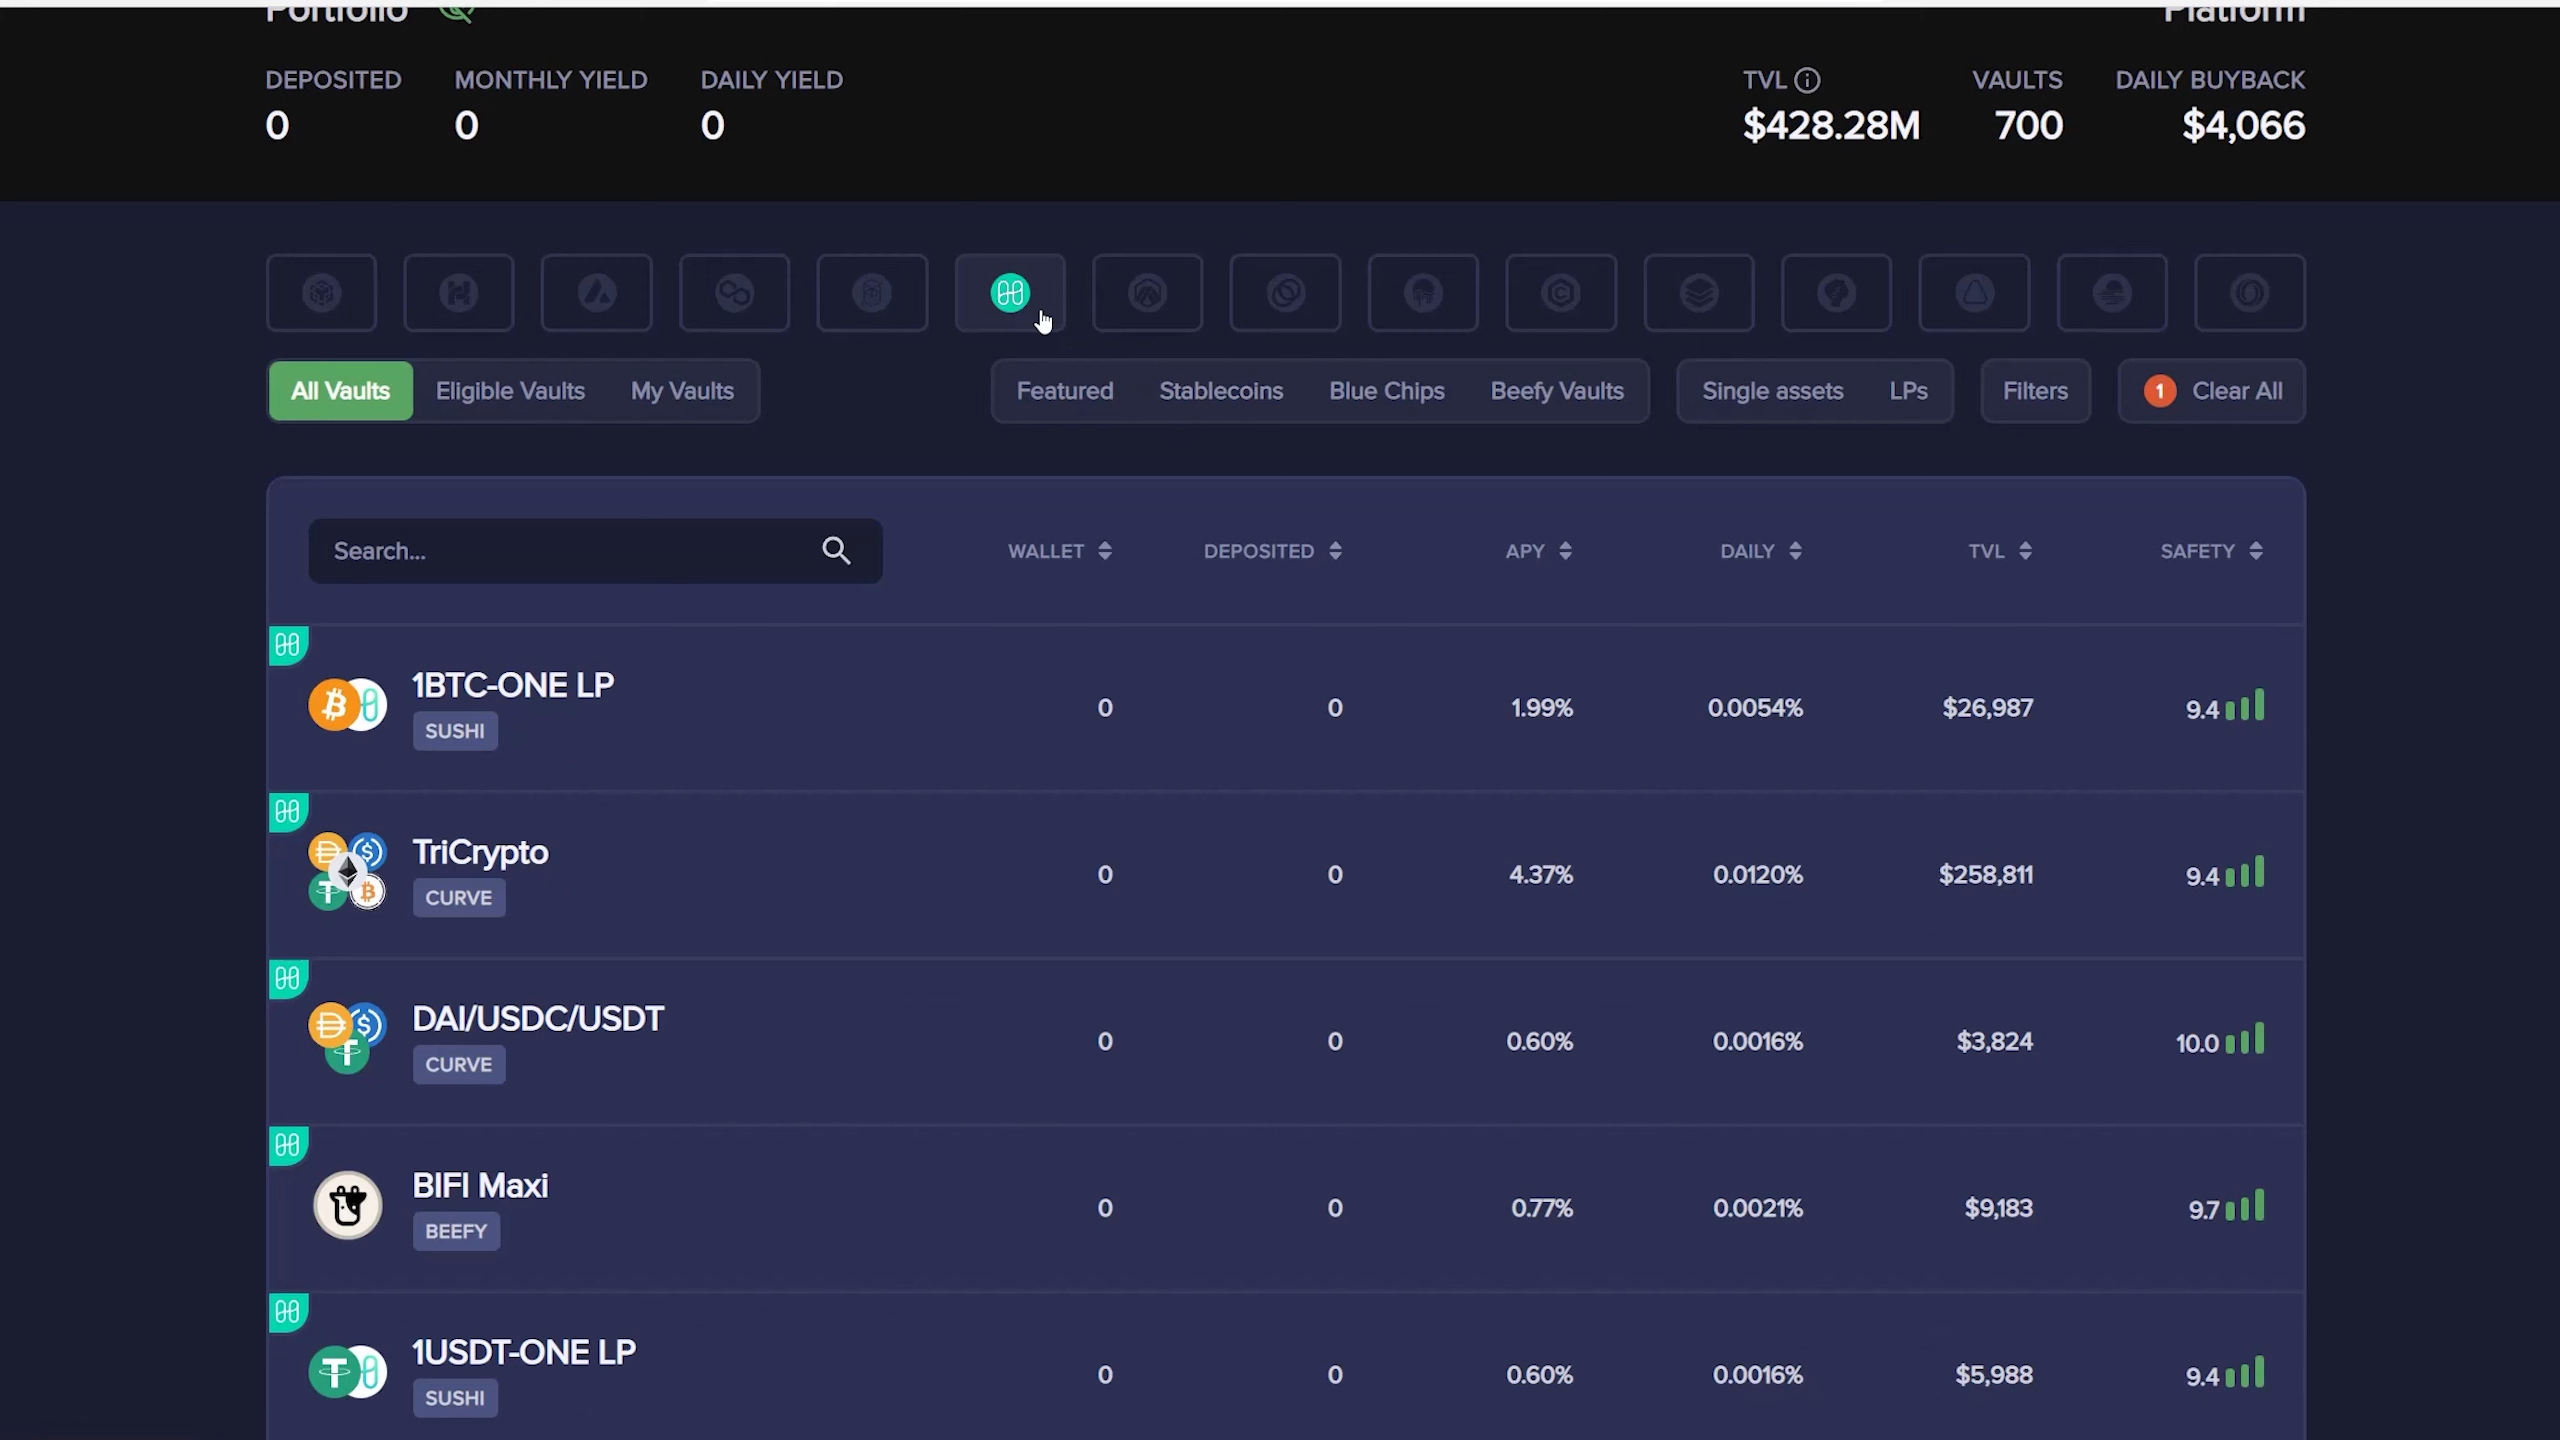 Portfolio Platform
DEPOSITED MONTHLY YIELD DAILY YIELD TVL VAULTS DAILY BUYBACK
0 0 0 $428.28M 700 $4,066
All Vaults Eligible Vaults My Vaults Featured Stablecoins Blue Chips Beefy Vaults Single assets LPs Filters 1 Clear All
Search... WALLET DEPOSITED APY DAILY TVL SAFETY
1BTC-ONE LP
SUSHI
0 0 1.99% 0.0054% $26,987 9.4
TriCrypto
CURVE
0 0 4.37% 0.0120% $258,811 9.4
DAI/USDC/USDT
CURVE
0 0 0.60% 0.0016% $3,824 10.0
BIFI Maxi
BEEFY
0 0 0.77% 0.0021% $9,183 9.7
1USDT-ONE LP
SUSHI
0 0 0.60% 0.0016% $5,988 9.4